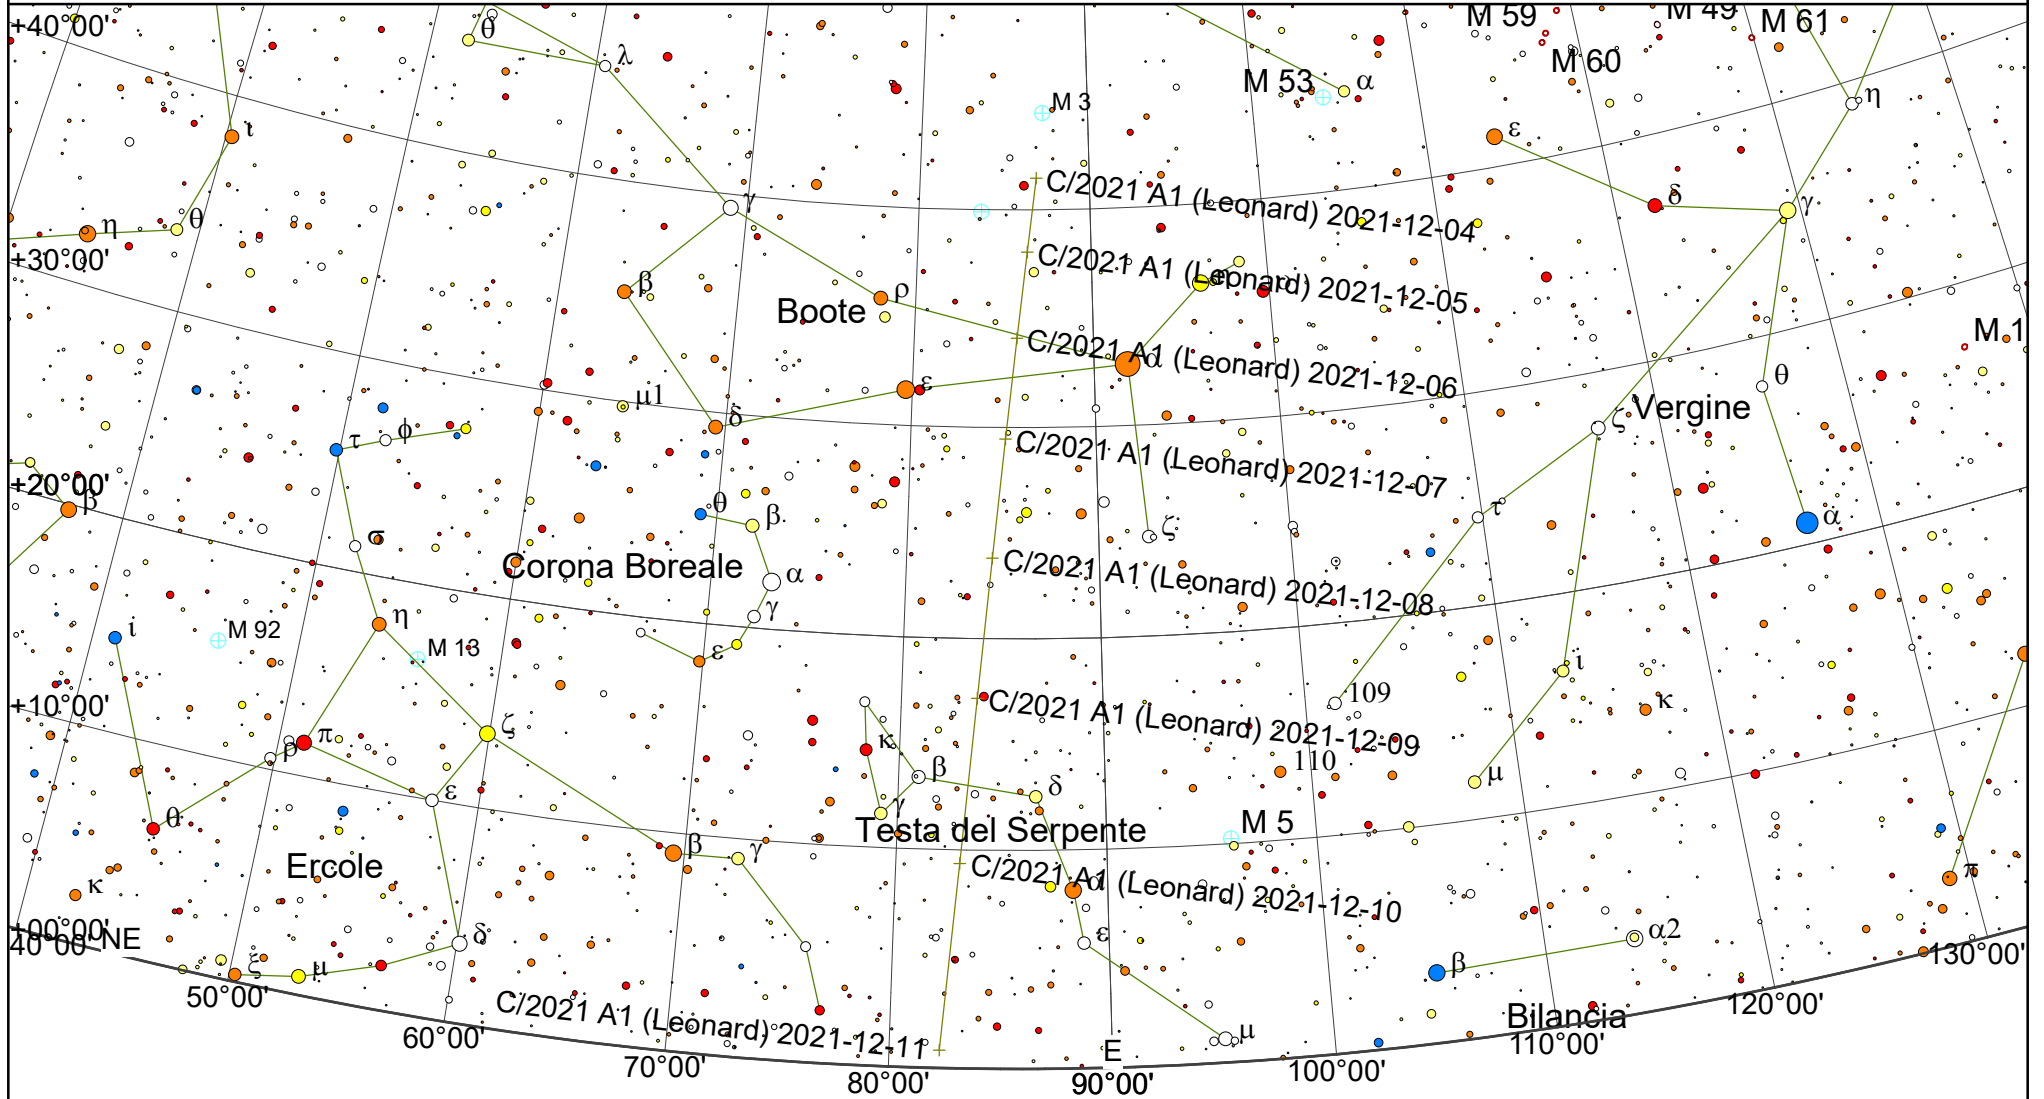 +40°00'
θ
λ
M 59
M 49
M 61
M 60
M 53
α
M 3
η
ι
ε
γ
δ
γ
η
θ
C/2021 A1 (Leonard) 2021-12-04
+30°00'
C/2021 A1 (Leonard) 2021-12-05
β
ρ
Boote
M 1
C/2021 A1 (Leonard) 2021-12-06
α
ε
θ
μ1
Vergine
δ
ζ
τ
φ
C/2021 A1 (Leonard) 2021-12-07
+20°00'
β
θ
β
τ
α
ζ
σ
Corona Boreale
α
C/2021 A1 (Leonard) 2021-12-08
γ
η
i
M 92
M 13
ε
i
+10°00'
109
κ
C/2021 A1 (Leonard) 2021-12-09
π
ρ
ζ
κ
110
β
δ
μ
ε
γ
θ
Testa del Serpente
M 5
β
γ
Ercole
C/2021 A1 (Leonard) 2021-12-10
α
π
κ
+00°00'
40°00'
NE
δ
ε
α2
ξ
μ
β
50°00'
C/2021 A1 (Leonard) 2021-12-11
60°00'
70°00'
80°00'
E
90°00'
μ
100°00'
Bilancia
110°00'
120°00'
130°00'